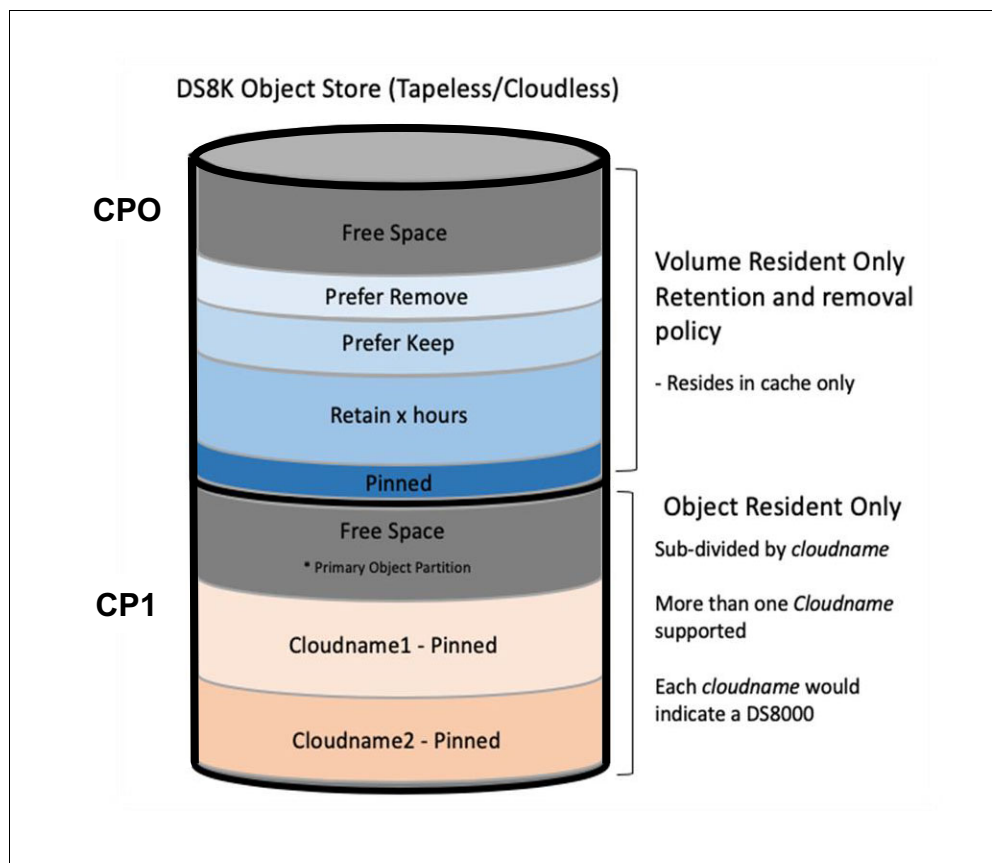 DS8K Object Store (Tapeless/Cloudless)
CPO
Free Space
Prefer Remove
Prefer Keep
Retain x hours
Pinned
Volume Resident Only
Retention and removal
policy
- Resides in cache only
CP1
Free Space
* Primary Object Partition
Cloudname1 - Pinned
Cloudname2 - Pinned
Object Resident Only
Sub-divided by cloudname
More than one Cloudname
supported
Each cloudname would
indicate a DS8000